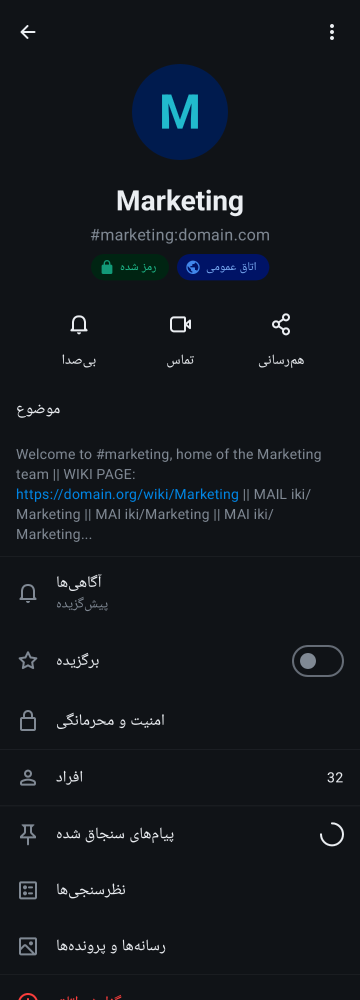 M
Marketing
#marketing:domain.com
رمز شده
اتاق عمومی
بی‌صدا
تماس
هم‌رسانی
موضوع
Welcome to #marketing, home of the Marketing
team || WIKI PAGE:
https://domain.org/wiki/Marketing || MAIL iki/
Marketing || MAI iki/Marketing || MAI iki/
Marketing...
آگاهی‌ها
پیش‌گزیده
برگزیده
امنیت و محرمانگی
افراد
32
پیام‌های سنجاق شده
نظرسنجی‌ها
رسانه‌ها و پرونده‌ها